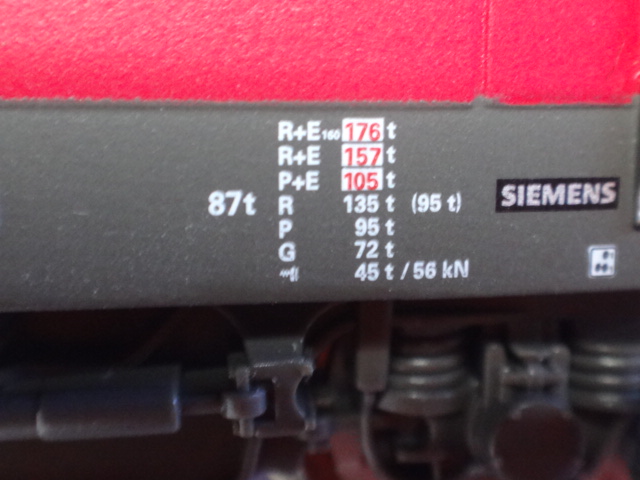 R+E160 176 t
R+E 157 t
P+E 105 t
87t R 135 t (95 t)
P 95 t
G 72 t
45 t / 56 kN
SIEMENS